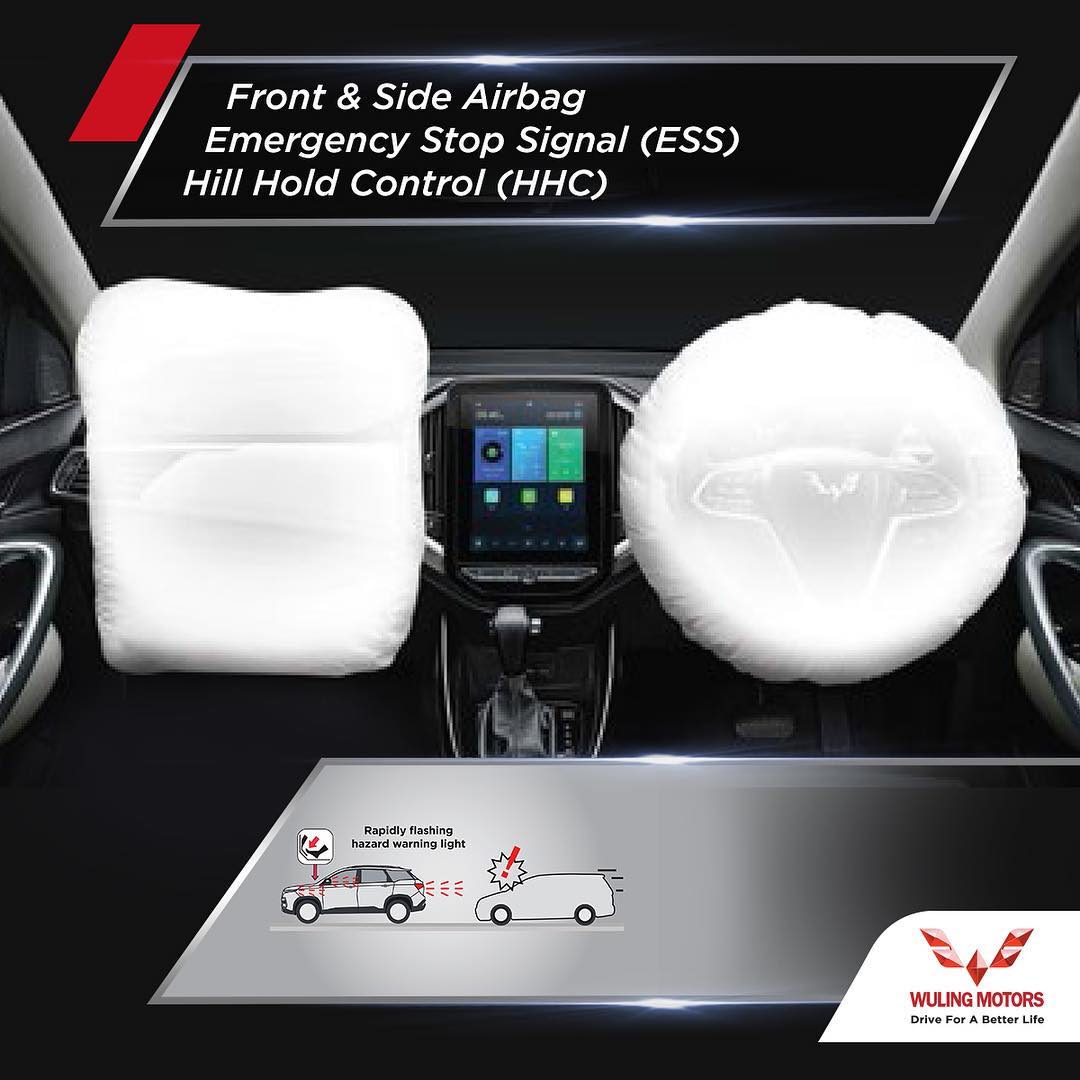 Front & Side Airbag
Emergency Stop Signal (ESS)
Hill Hold Control (HHC)
Rapidly flashing
hazard warning light
WULING MOTORS
Drive For A Better Life